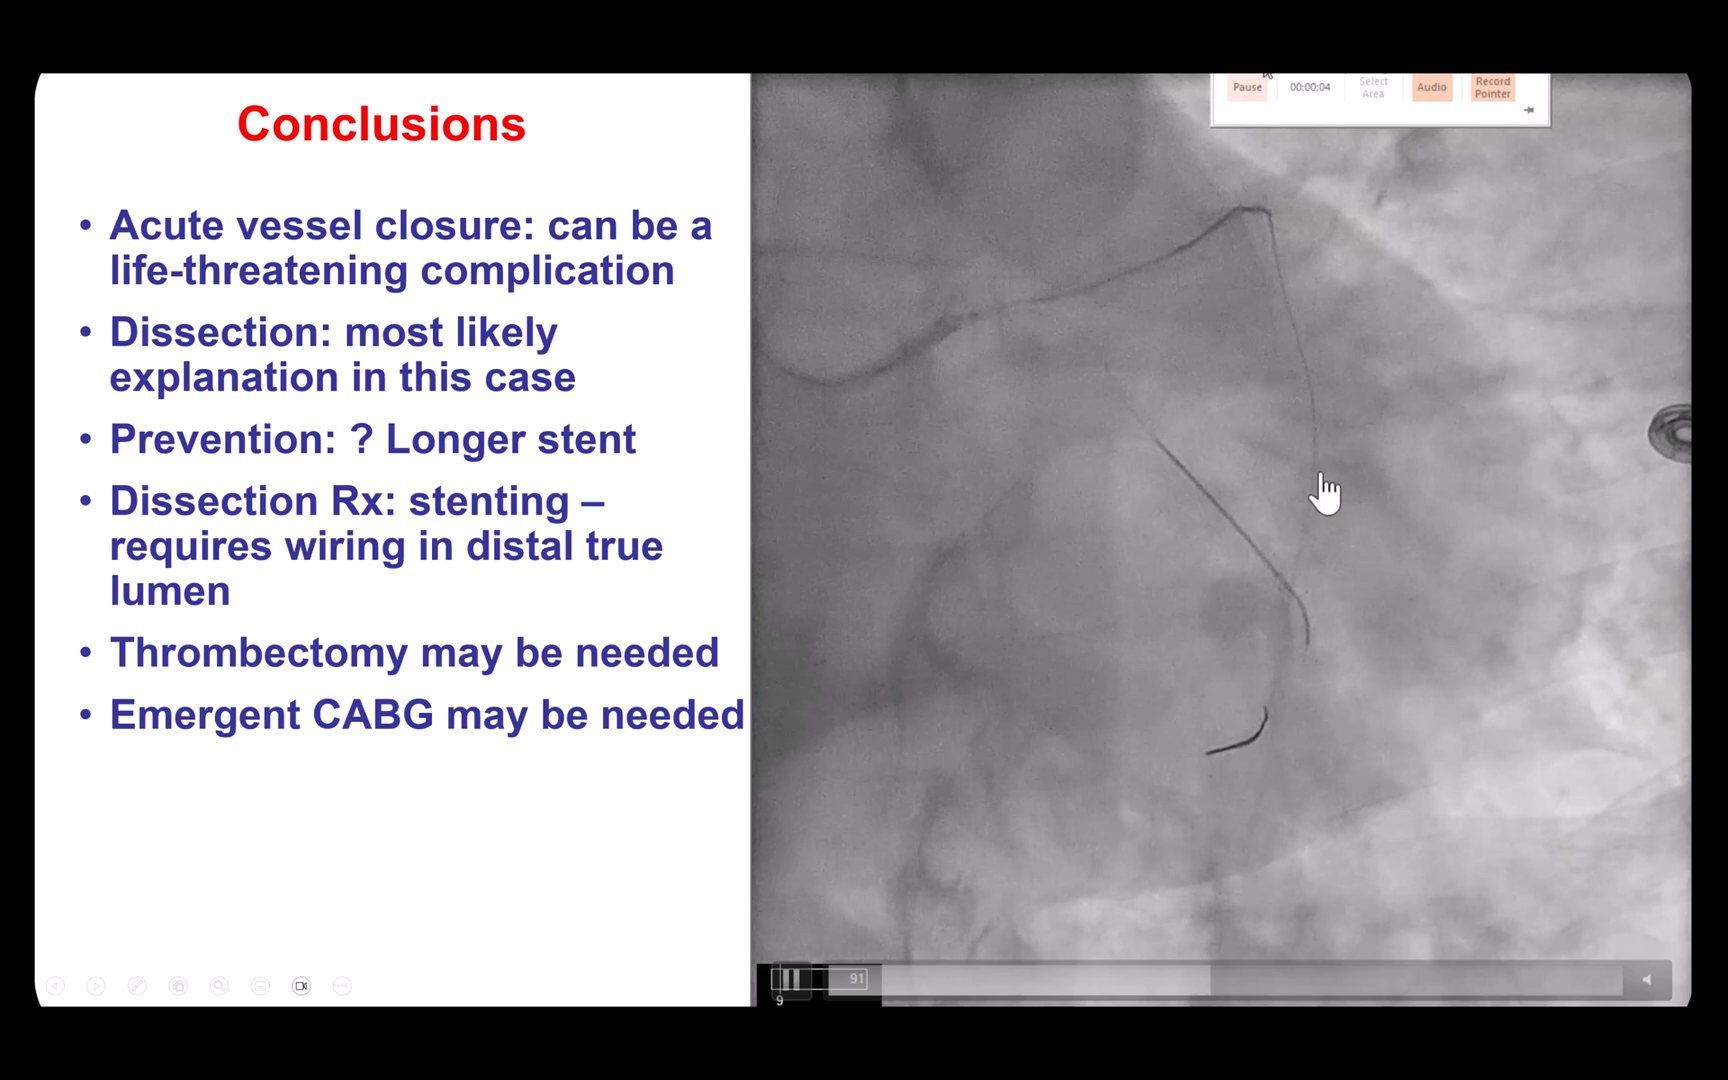 Conclusions
• Acute vessel closure: can be a
life-threatening complication
• Dissection: most likely
explanation in this case
• Prevention: ? Longer stent
• Dissection Rx: stenting –
requires wiring in distal true
lumen
• Thrombectomy may be needed
• Emergent CABG may be needed
Pause 00:00:04 Select Area Audio Record Pointer
91
9